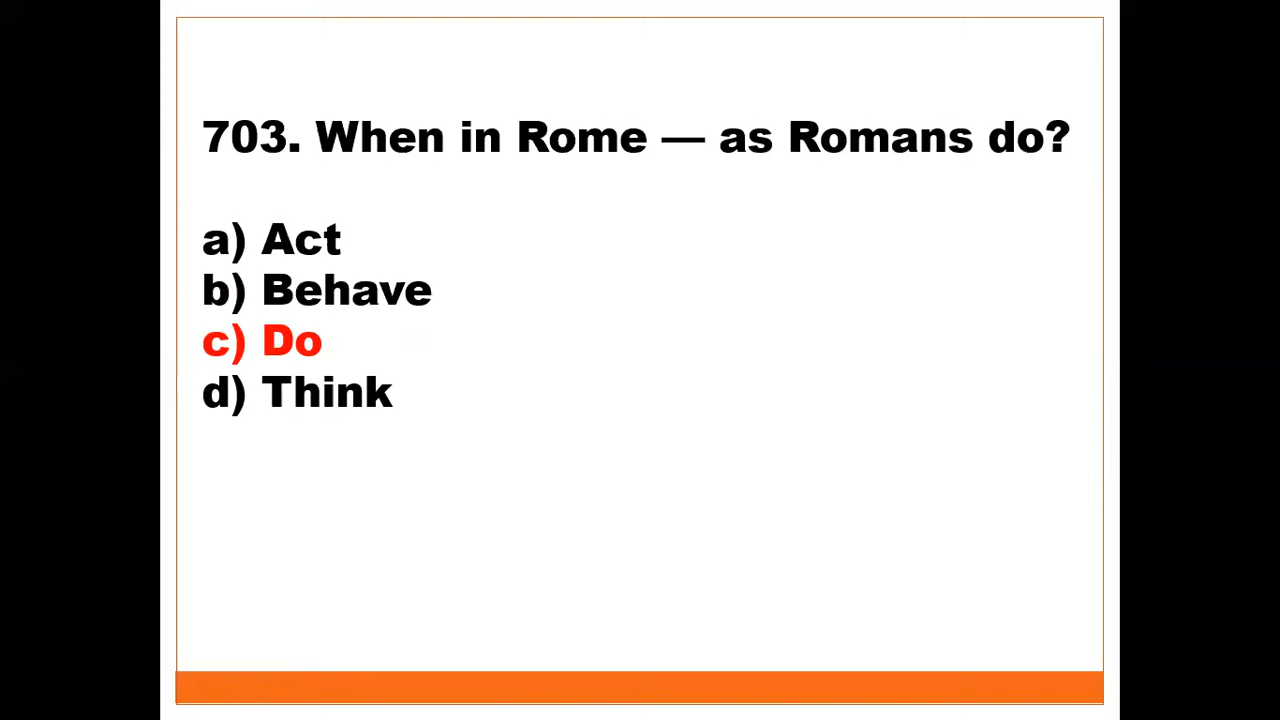 703. When in Rome — as Romans do?
a) Act
b) Behave
c) Do
d) Think